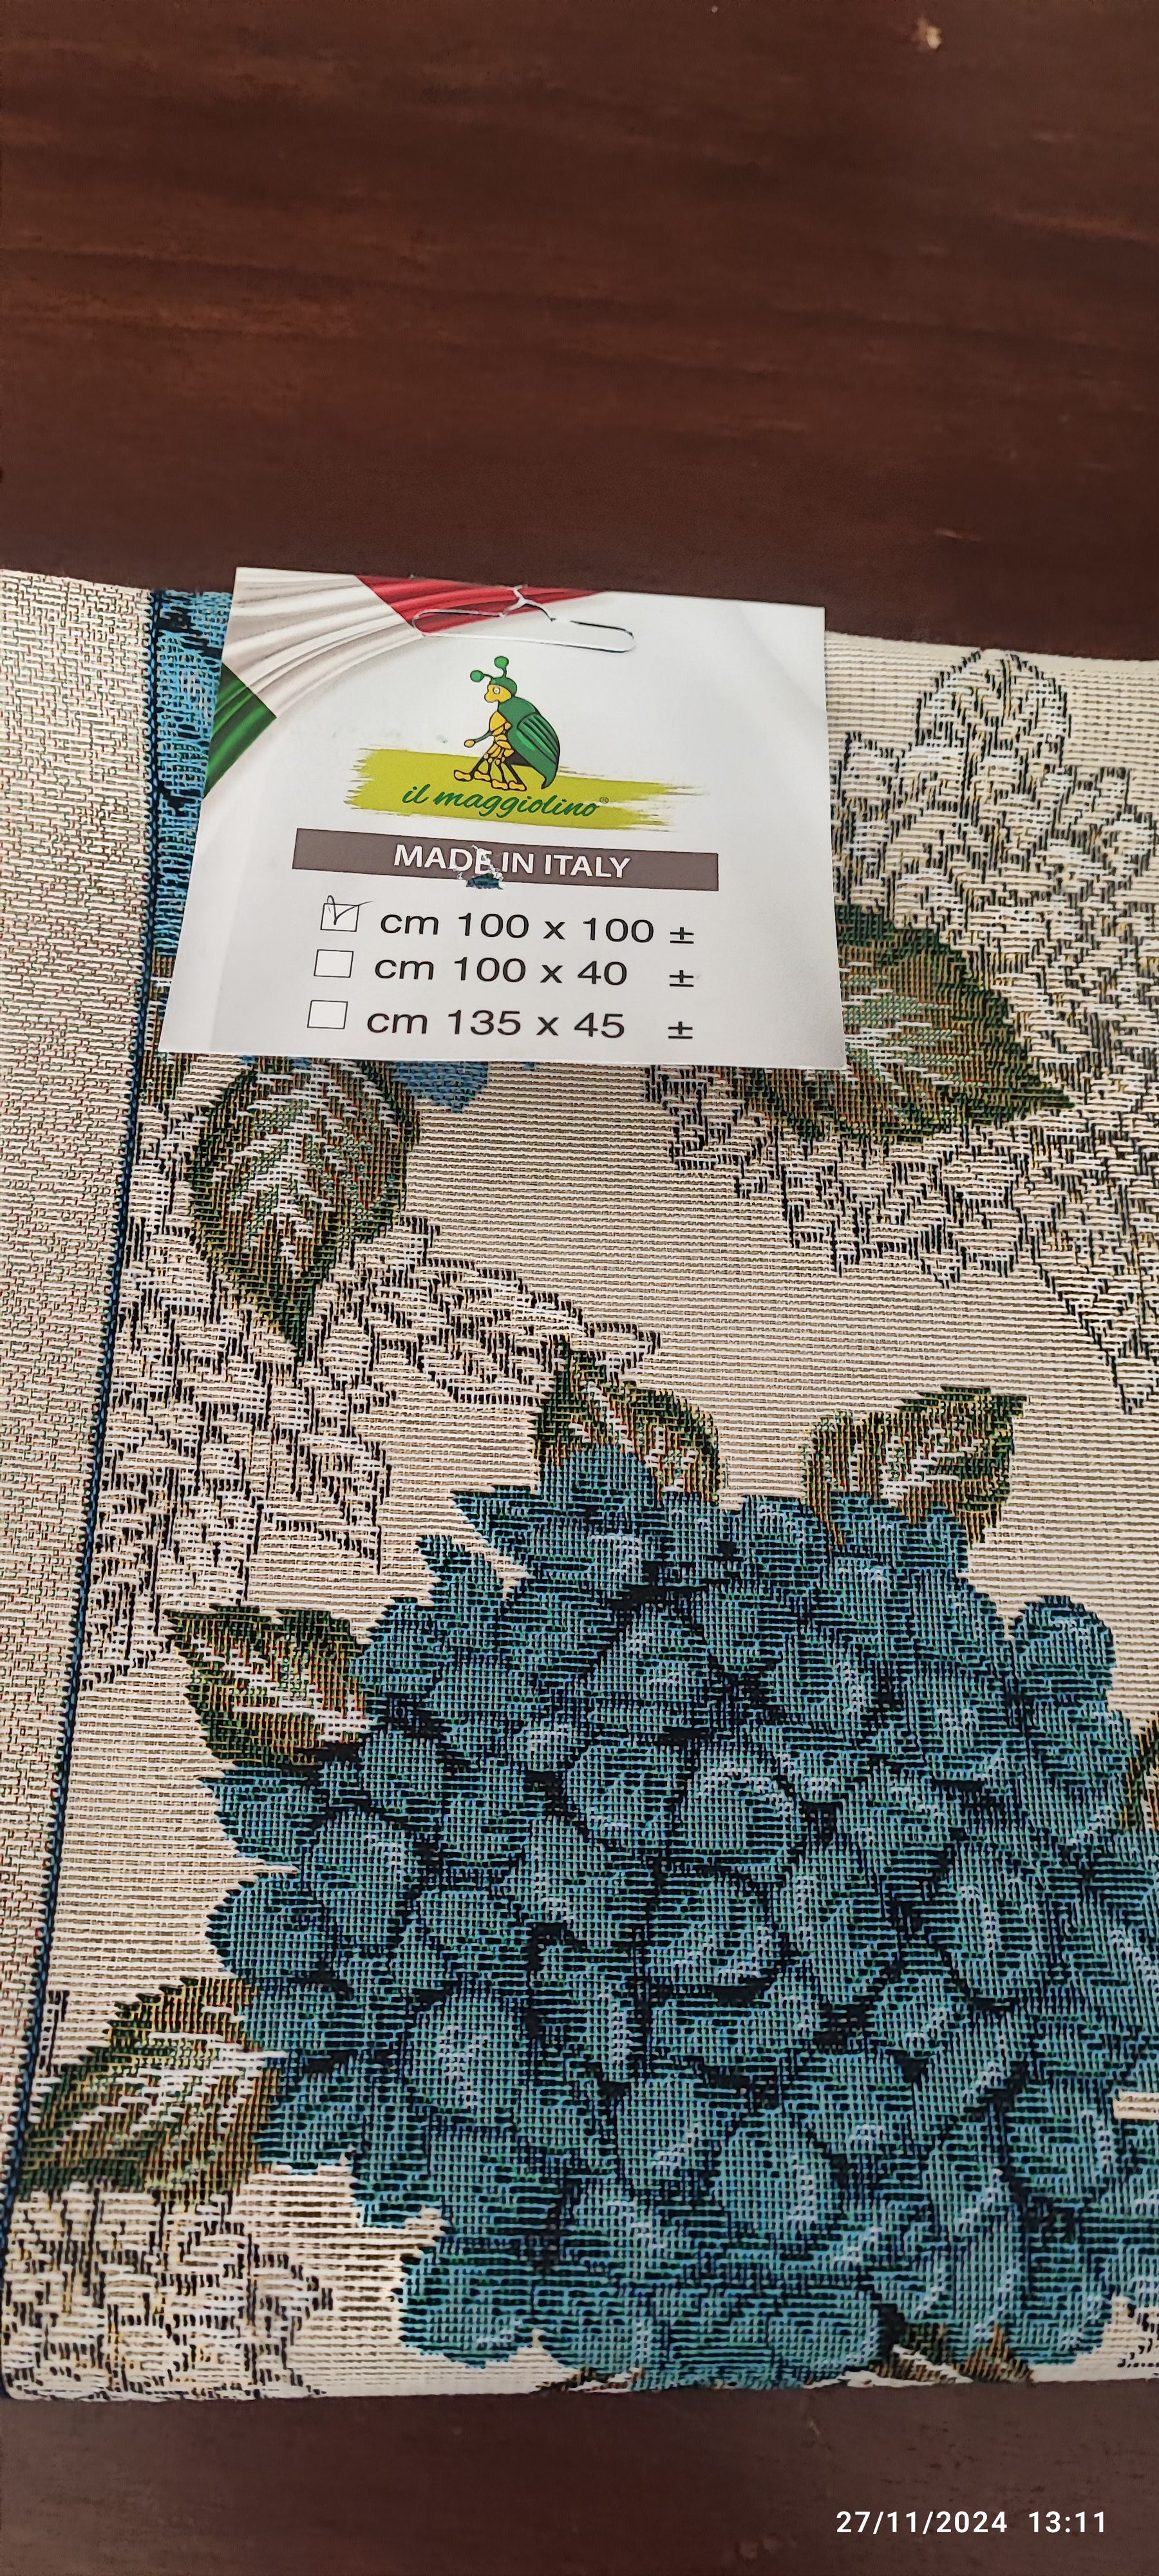 il maggiolino®
MADE IN ITALY
cm 100 x 100 ±
cm 100 x 40 ±
cm 135 x 45 ±
27/11/2024 13:11